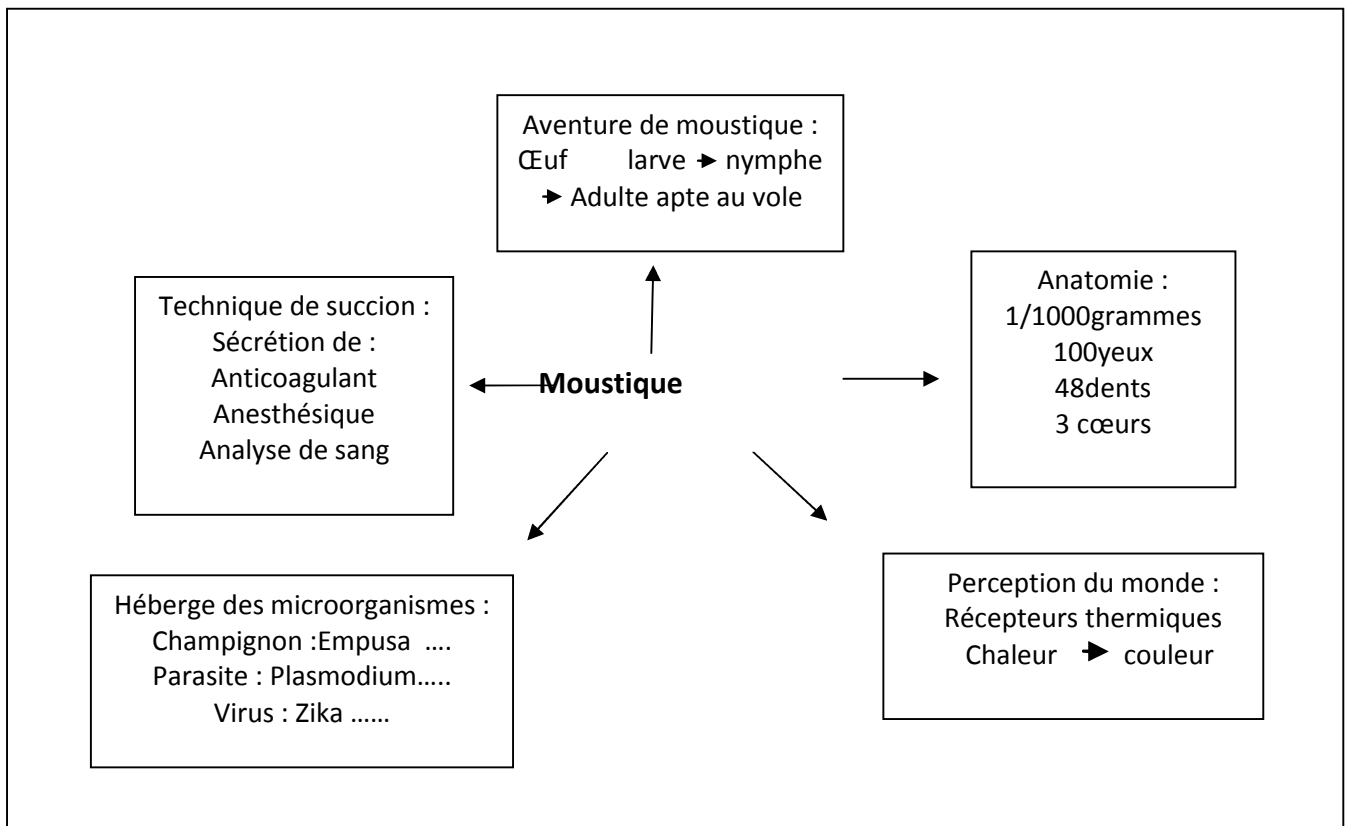 Aventure de moustique :
Œuf larve → nymphe
→ Adulte apte au vole
Technique de succion :
Sécrétion de :
Anticoagulant
Anesthésique
Analyse de sang
Moustique
Anatomie :
1/1000grammes
100yeux
48dents
3 cœurs
Héberge des microorganismes :
Champignon :Empusa ....
Parasite : Plasmodium.....
Virus : Zika ......
Perception du monde :
Récepteurs thermiques
Chaleur → couleur